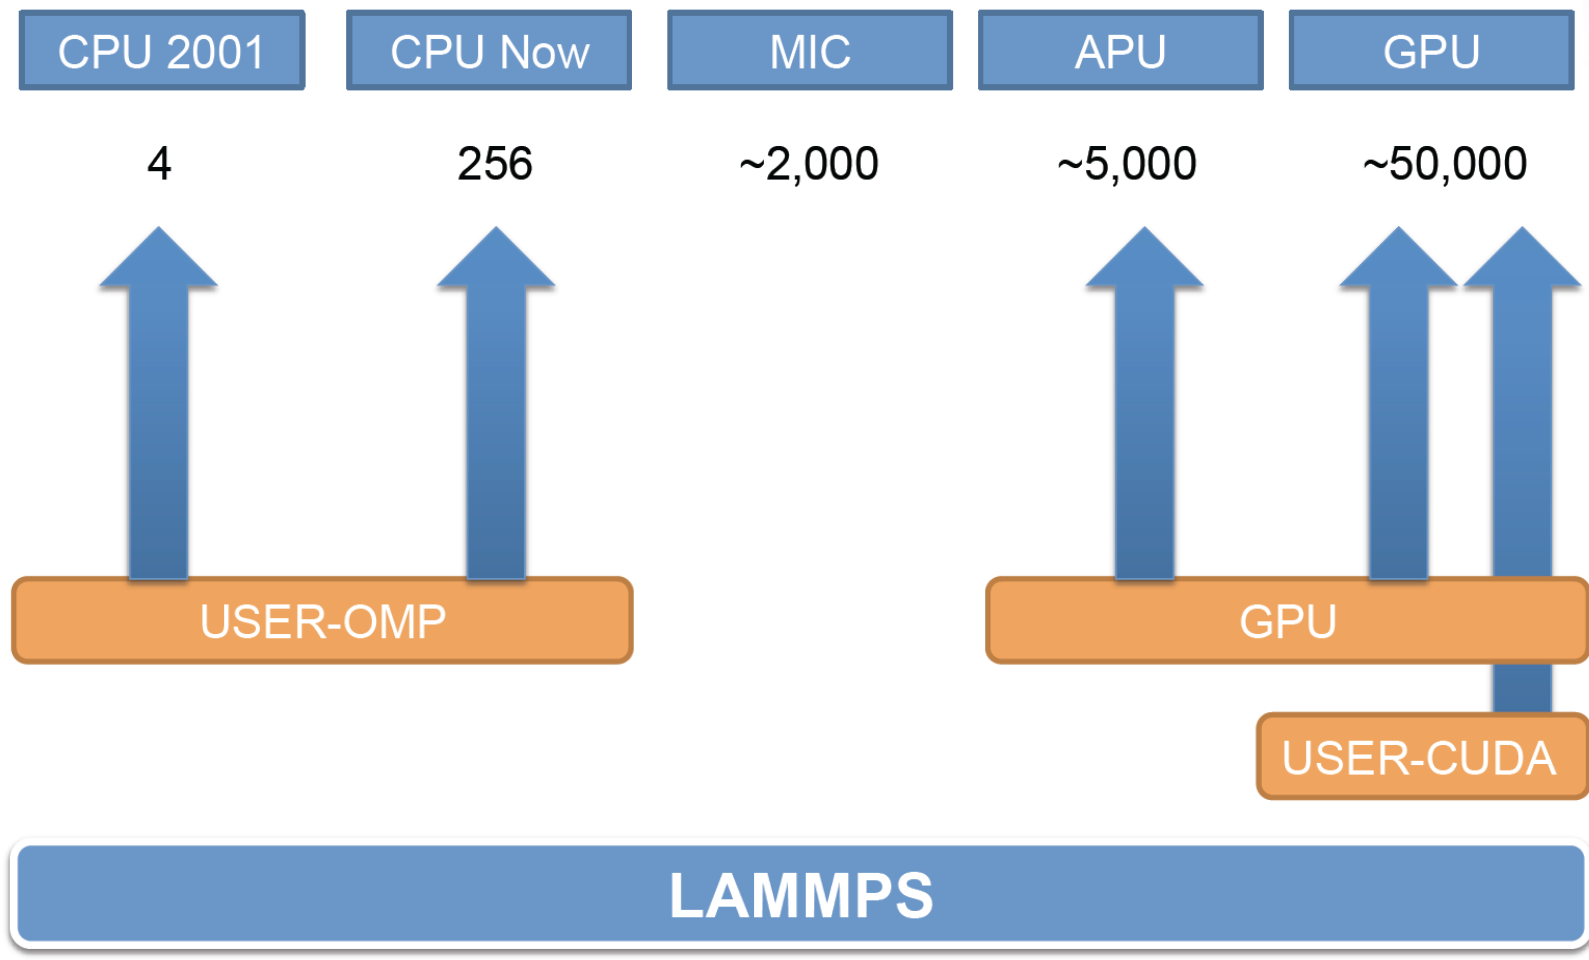 CPU 2001 CPU Now MIC APU GPU
4 256 ~2,000 ~5,000 ~50,000
USER-OMP GPU
USER-CUDA
LAMMPS